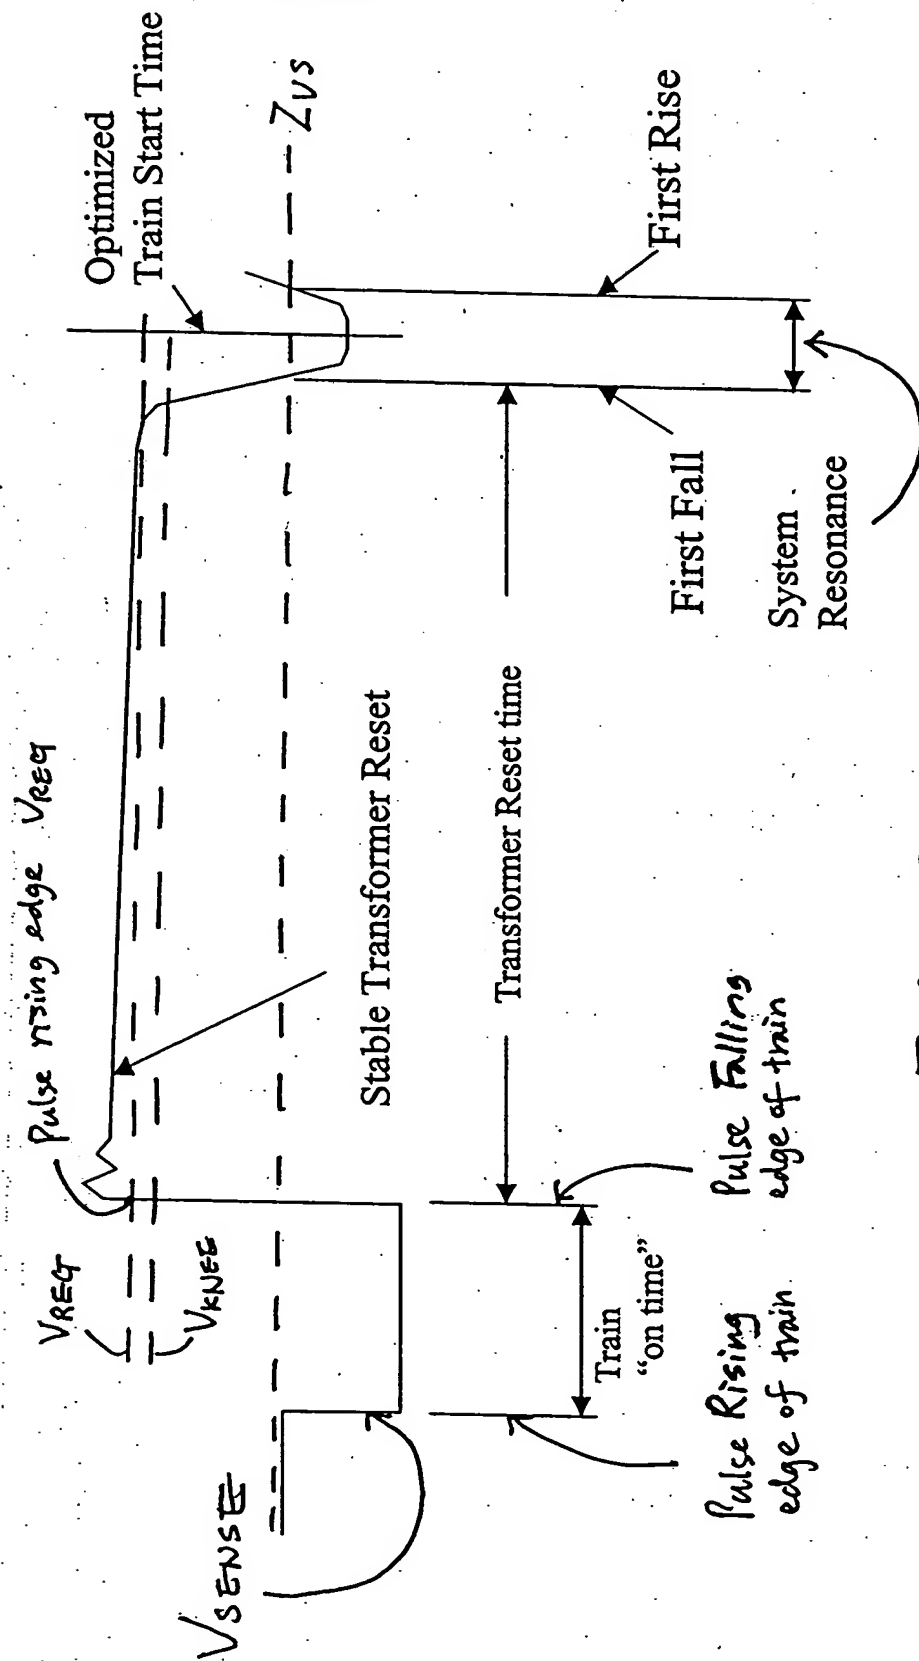 Optimized
Train Start Time
ZVS
First Rise
First Fall
System
Resonance
Pulse rising edge VREG
Stable Transformer Reset
Transformer Reset time
VREG
VKNEE
Pulse Falling
edge of train
Train
“on time”
VSENSE
Pulse Rising
edge of train